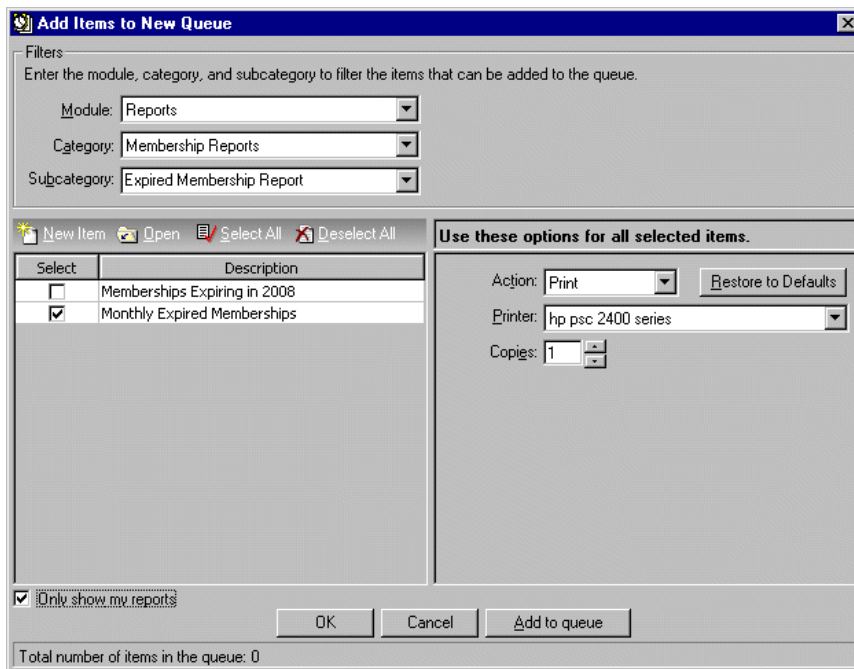 Add Items to New Queue
Filters
Enter the module, category, and subcategory to filter the items that can be added to the queue.
Module: Reports
Category: Membership Reports
Subcategory: Expired Membership Report
New Item Open Select All Deselect All
Use these options for all selected items.
Select Description
Memberships Expiring in 2008
Monthly Expired Memberships
Action: Print Restore to Defaults
Printer: hp psc 2400 series
Copies: 1
Only show my reports
OK Cancel Add to queue
Total number of items in the queue: 0